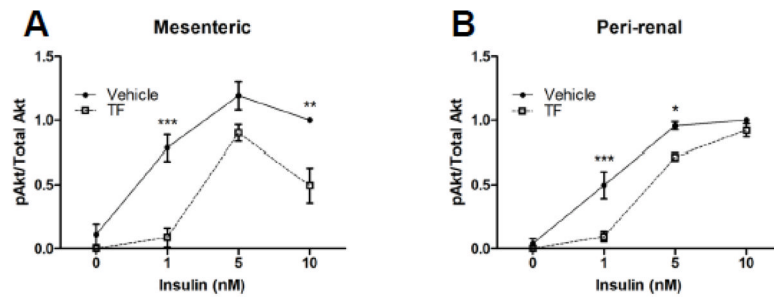 A
Mesenteric
1.5
Vehicle
TF
***
**
1.0
0.5
0.0
pAkt/Total Akt
0 1 5 10
Insulin (nM)
B
Peri-renal
1.5
Vehicle
TF
*
***
1.0
0.5
0.0
pAkt/Total Akt
0 1 5 10
Insulin (nM)